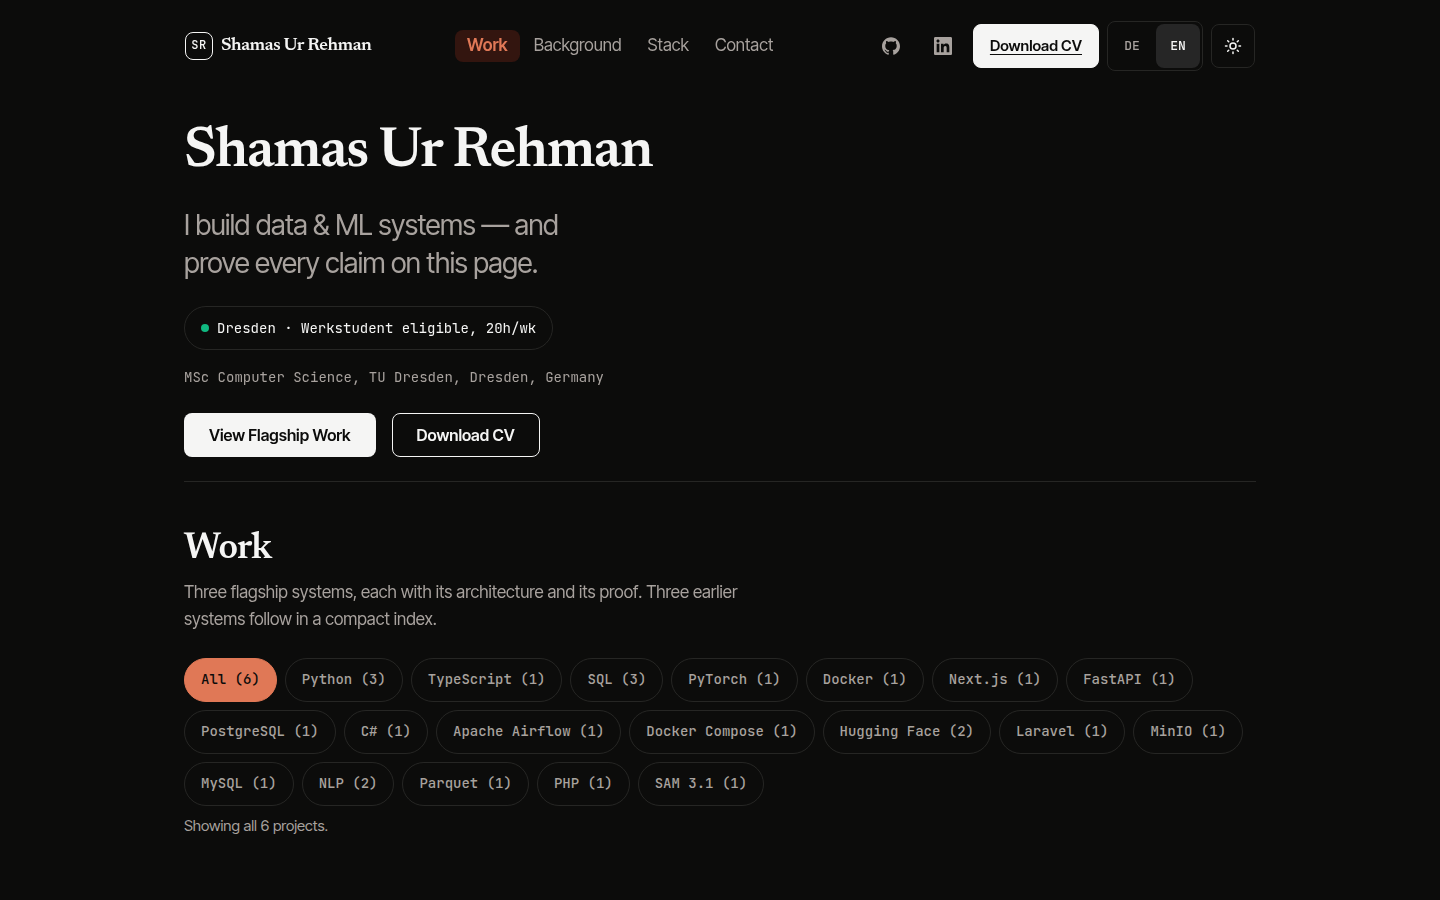 SR Shamas Ur Rehman Work Background Stack Contact Download CV DE EN
Shamas Ur Rehman
I build data & ML systems — and
prove every claim on this page.
Dresden · Werkstudent eligible, 20h/wk
MSc Computer Science, TU Dresden, Dresden, Germany
View Flagship Work Download CV
Work
Three flagship systems, each with its architecture and its proof. Three earlier
systems follow in a compact index.
All (6) Python (3) TypeScript (1) SQL (3) PyTorch (1) Docker (1) Next.js (1) FastAPI (1)
PostgreSQL (1) C# (1) Apache Airflow (1) Docker Compose (1) Hugging Face (2) Laravel (1) MinIO (1)
MySQL (1) NLP (2) Parquet (1) PHP (1) SAM 3.1 (1)
Showing all 6 projects.